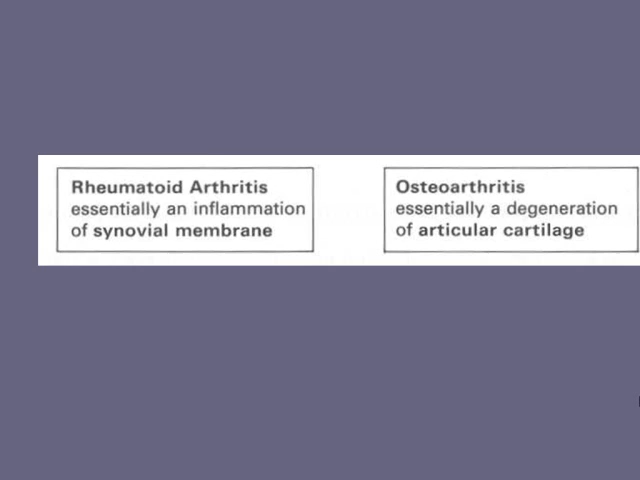 Rheumatoid Arthritis
essentially an inflammation
of synovial membrane
Osteoarthritis
essentially a degeneration
of articular cartilage